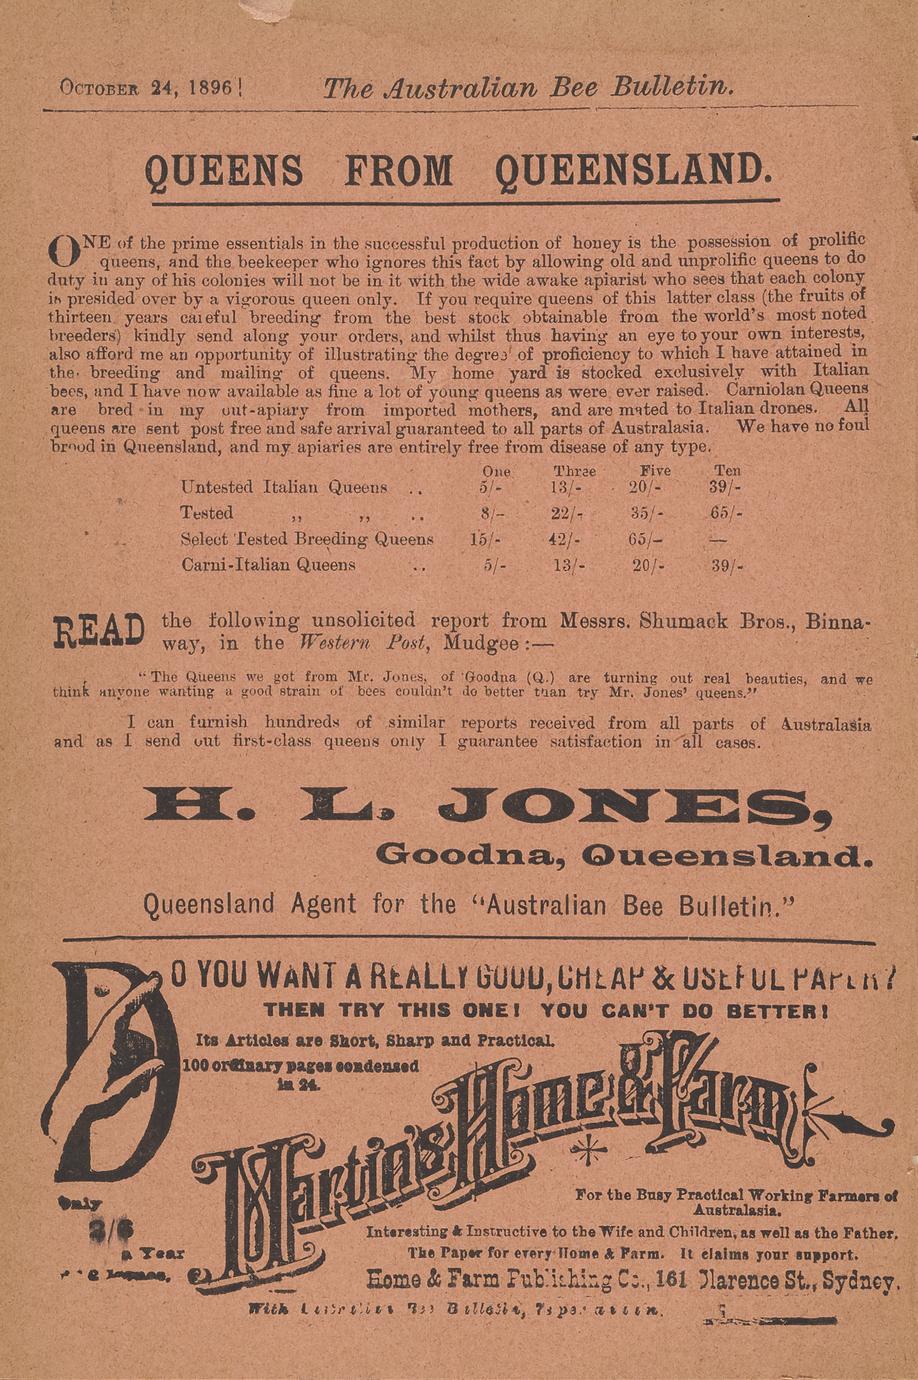 OCTOBER 24, 1896 The Australian Bee Bulletin.
QUEENS FROM QUEENSLAND.
ONE of the prime essentials in the successful production of honey is the possession of prolific
queens, and the beekeeper who ignores this fact by allowing old and unprolific queens to do
duty in any of his colonies will not be in it with the wide awake apiarist who sees that each colony
is presided over by a vigorous queen only. If you require queens of this latter class (the fruits of
thirteen years careful breeding from the best stock obtainable from the world's most noted
breeders) kindly send along your orders, and whilst thus having an eye to your own interests,
also afford me an opportunity of illustrating the degree of proficiency to which I have attained in
the breeding and mailing of queens. My home yard is stocked exclusively with Italian
bees, and I have now available as fine a lot of young queens as were ever raised. Carniolan Queens
are bred in my out-apiary from imported mothers, and are mated to Italian drones. All
queens are sent post free and safe arrival guaranteed to all parts of Australasia. We have no foul
brood in Queensland, and my apiaries are entirely free from disease of any type.
One Three Five Ten
Untested Italian Queens .. 5/- 13/- 20/- 39/-
Tested ,, ,, .. 8/- 22/- 35/- 65/-
Select Tested Breeding Queens 15/- 42/- 65/- —
Carni-Italian Queens .. 5/- 13/- 20/- 39/-
READ the following unsolicited report from Messrs. Shumack Bros., Binna-
way, in the Western Post, Mudgee:—
"The Queens we got from Mr. Jones, of Goodna (Q.) are turning out real beauties, and we
think anyone wanting a good strain of bees couldn't do better than try Mr. Jones' queens."
I can furnish hundreds of similar reports received from all parts of Australasia
and as I send out first-class queens only I guarantee satisfaction in all cases.
H. L. JONES,
Goodna, Queensland.
Queensland Agent for the "Australian Bee Bulletin."
DO YOU WANT A REALLY GOOD, CHEAP & USEFUL PAPER?
THEN TRY THIS ONE! YOU CAN'T DO BETTER!
Its Articles are Short, Sharp and Practical.
100 ordinary pages condensed
in 24.
Martin's Home & Farm
For the Busy Practical Working Farmers of
Australasia.
Only
3/6
a Year
Interesting & Instructive to the Wife and Children, as well as the Father.
The Paper for every Home & Farm. It claims your support.
Home & Farm Publishing Co., 161 Clarence St., Sydney.
With Australian Bee Bulletin,